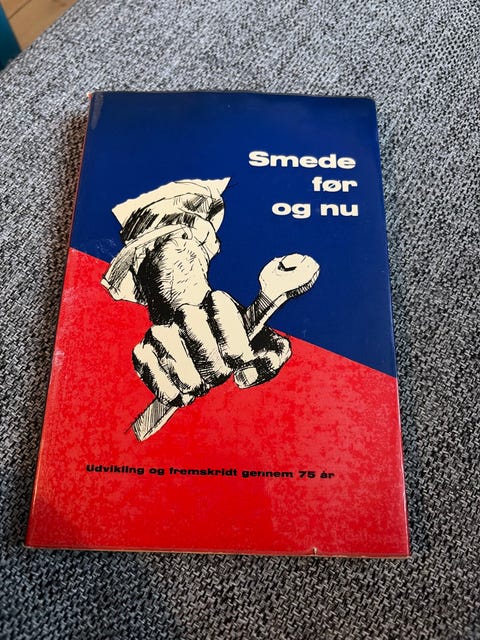 Smede
før
og nu
Udvikling og fremskridt gennem 75 år